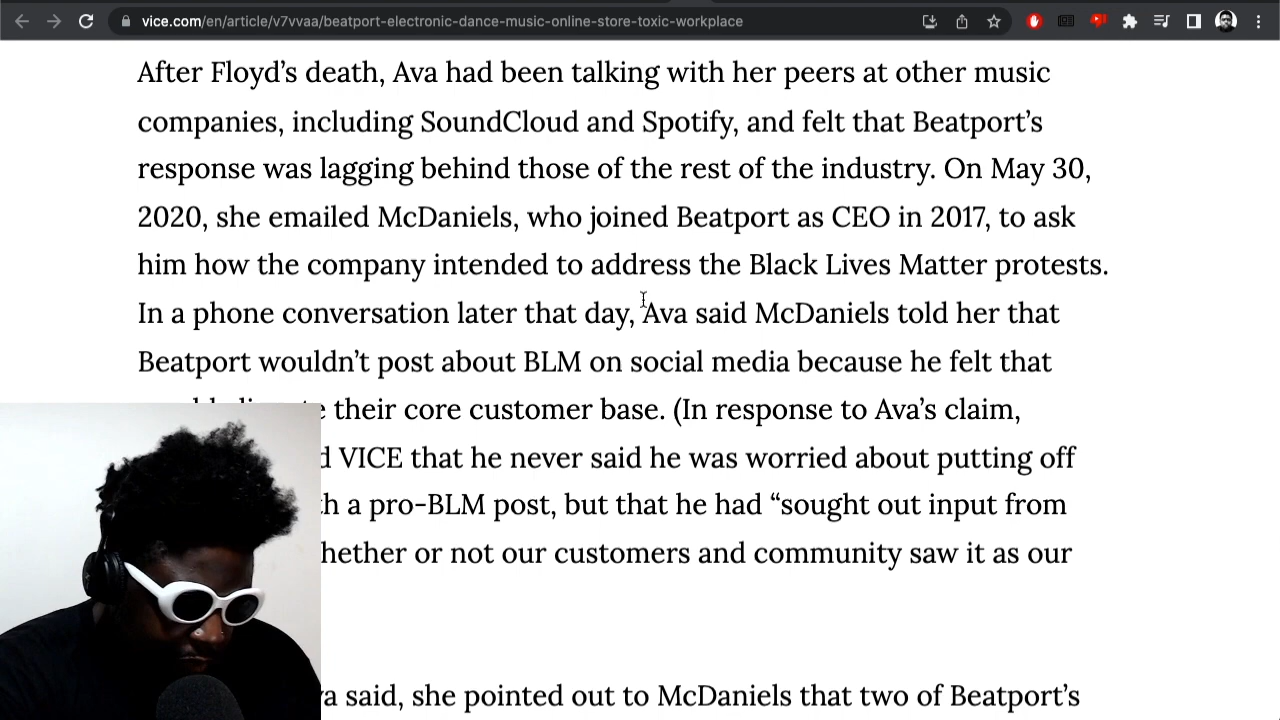 vice.com/en/article/v7vvaa/beatport-electronic-dance-music-online-store-toxic-workplace
After Floyd’s death, Ava had been talking with her peers at other music
companies, including SoundCloud and Spotify, and felt that Beatport’s
response was lagging behind those of the rest of the industry. On May 30,
2020, she emailed McDaniels, who joined Beatport as CEO in 2017, to ask
him how the company intended to address the Black Lives Matter protests.
In a phone conversation later that day, Ava said McDaniels told her that
Beatport wouldn’t post about BLM on social media because he felt that
their core customer base. (In response to Ava’s claim,
VICE that he never said he was worried about putting off
a pro-BLM post, but that he had “sought out input from
hether or not our customers and community saw it as our
said, she pointed out to McDaniels that two of Beatport’s